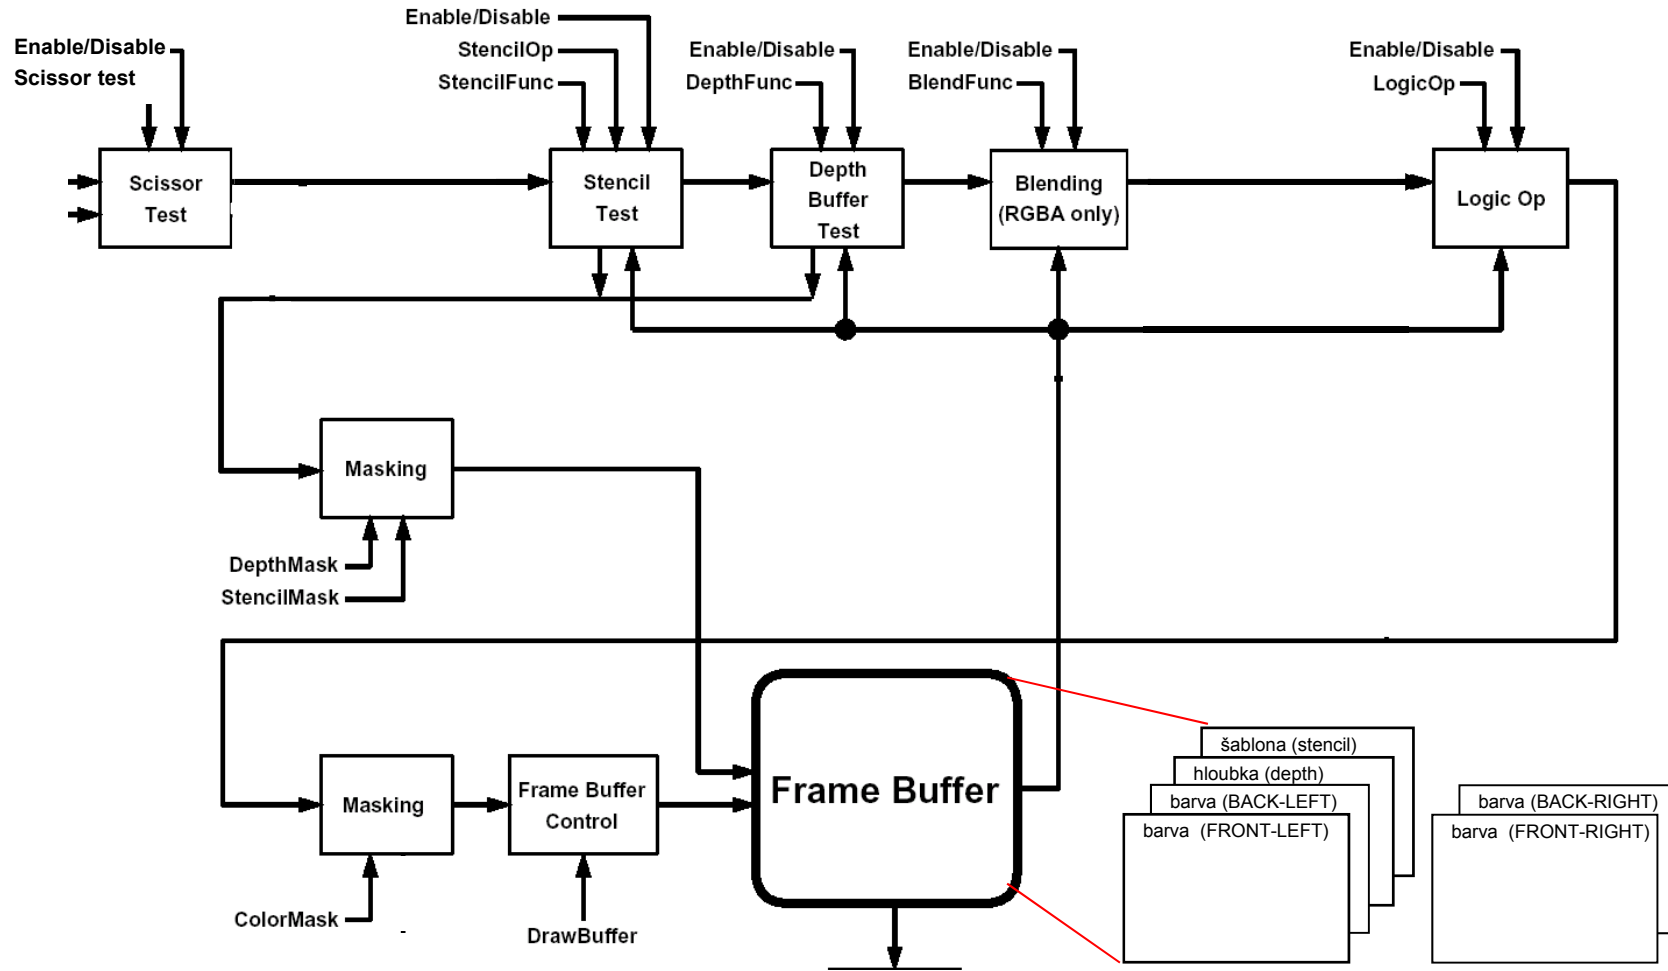 Enable/Disable
Scissor test
Enable/Disable
StencilOp
StencilFunc
Enable/Disable
DepthFunc
Enable/Disable
BlendFunc
Enable/Disable
LogicOp
Scissor
Test
Stencil
Test
Depth
Buffer
Test
Blending
(RGBA only)
Logic Op
Masking
DepthMask
StencilMask
Masking
ColorMask
Frame Buffer
Control
DrawBuffer
Frame Buffer
šablona (stencil)
hloubka (depth)
barva (BACK-LEFT)
barva (FRONT-LEFT)
barva (BACK-RIGHT)
barva (FRONT-RIGHT)